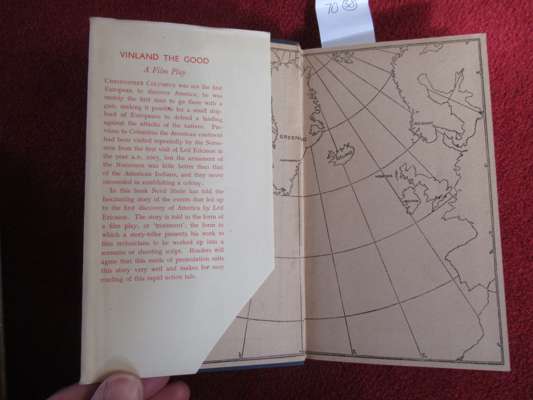 70 58
VINLAND THE GOOD
A Film Play
CHRISTOPHER COLUMBUS was not the first
European to discover America; he was
merely the first man to go there with a
gun, making it possible for a small ship-
load of Europeans to defend a landing
against the attacks of the natives. Pre-
vious to Columbus the American continent
had been visited repeatedly by the Norse-
men from the first visit of Leif Ericson in
the year A.D. 1003, but the armament of
the Norsemen was little better than that
of the American Indians, and they never
succeeded in establishing a colony.
In this book Nevil Shute has told the
fascinating story of the events that led up
to the first discovery of America by Leif
Ericson. The story is told in the form of
a film play, or 'treatment', the form in
which a story-teller presents his work to
film technicians to be worked up into a
scenario or shooting script. Readers will
agree that this mode of presentation suits
this story very well and makes for easy
reading of this rapid action tale.
GREENLAND
ICELAND